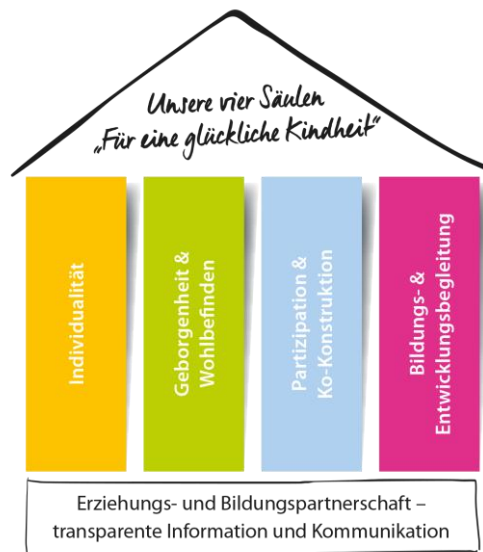 Unsere vier Säulen
„Für eine glückliche Kindheit“
Individualität
Geborgenheit &
Wohlbefinden
Partizipation &
Ko-Konstruktion
Bildungs- &
Entwicklungsbegleitung
Erziehungs- und Bildungspartnerschaft –
transparente Information und Kommunikation